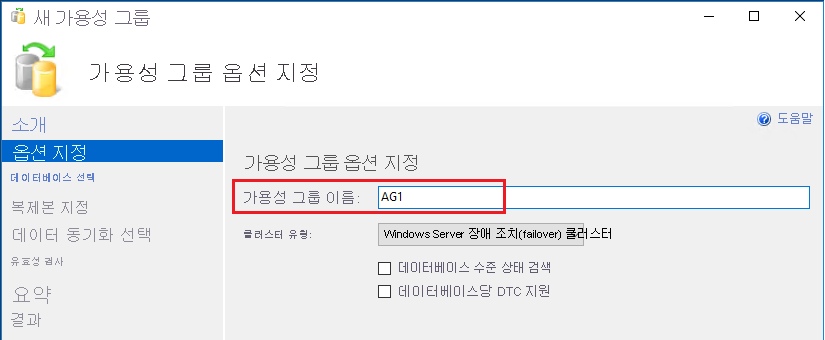 새 가용성 그룹
가용성 그룹 옵션 지정
소개
도움말
옵션 지정
가용성 그룹 옵션 지정
데이터베이스 선택
가용성 그룹 이름: AG1
복제본 지정
데이터 동기화 선택
클러스터 유형: Windows Server 장애 조치(failover) 클러스터
유효성 검사
데이터베이스 수준 상태 검색
요약
데이터베이스당 DTC 지원
결과